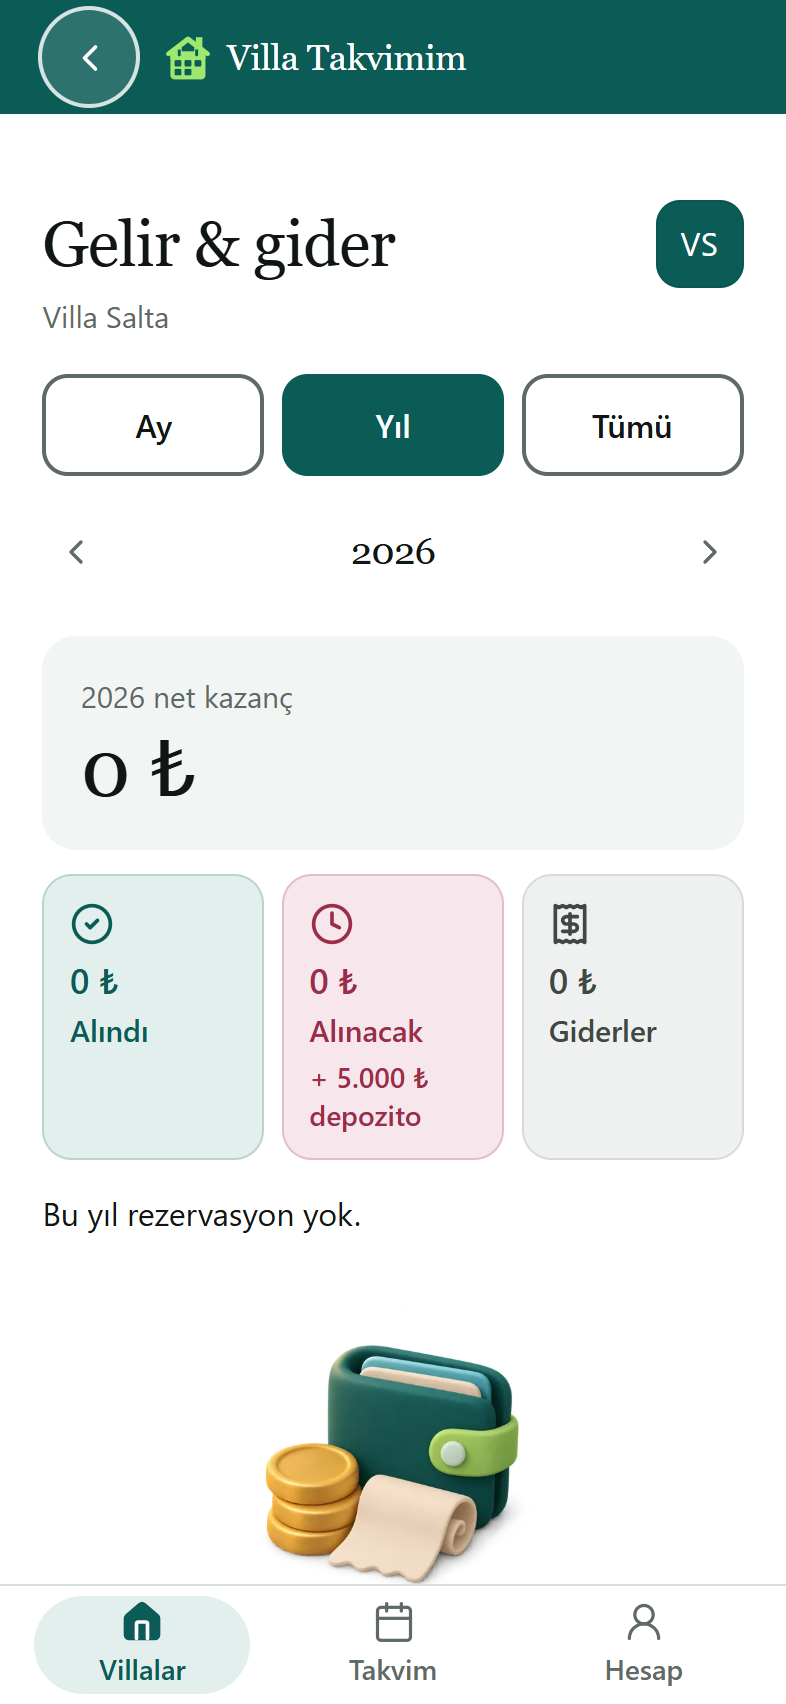 Villa Takvimim
Gelir & gider
VS
Villa Salta
Ay
Yıl
Tümü
2026
2026 net kazanç
0 ₺
0 ₺
Alındı
0 ₺
Alınacak
+ 5.000 ₺
depozito
0 ₺
Giderler
Bu yıl rezervasyon yok.
Villalar
Takvim
Hesap